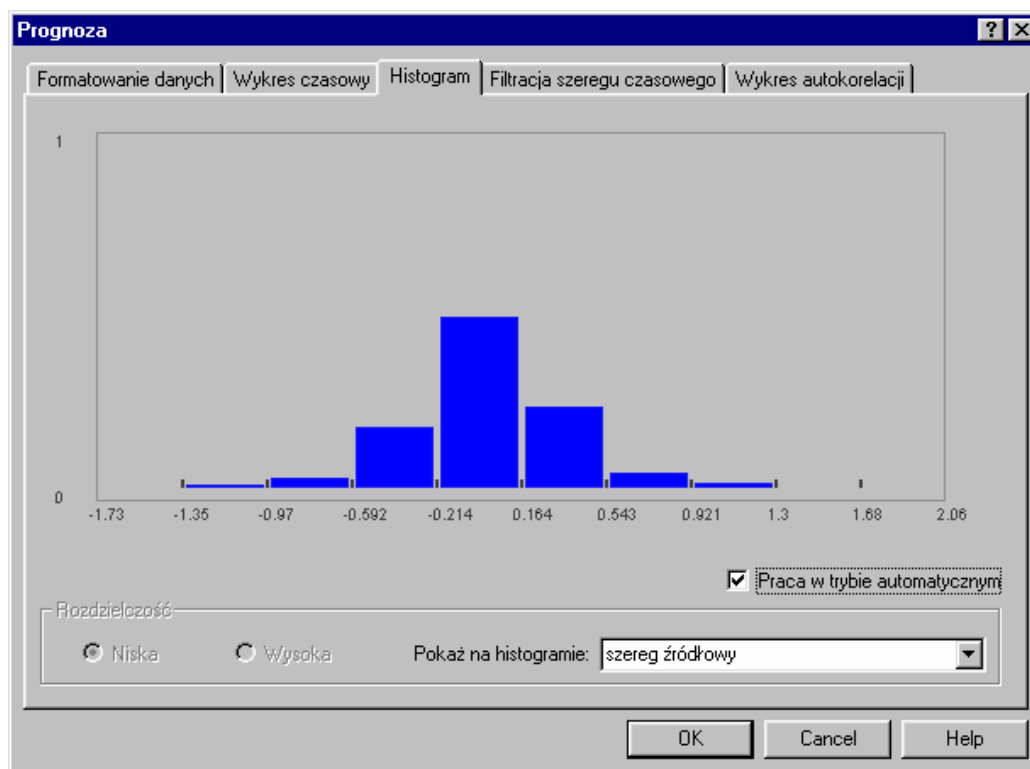 Prognoza
Formatowanie danych Wykres czasowy Histogram Filtracja szeregu czasowego Wykres autokorelacji
1
0
-1.73 -1.35 -0.97 -0.592 -0.214 0.164 0.543 0.921 1.3 1.68 2.06
Praca w trybie automatycznym
Rozdzielczość
Niska Wysoka Pokaż na histogramie: szereg źródłowy
OK Cancel Help